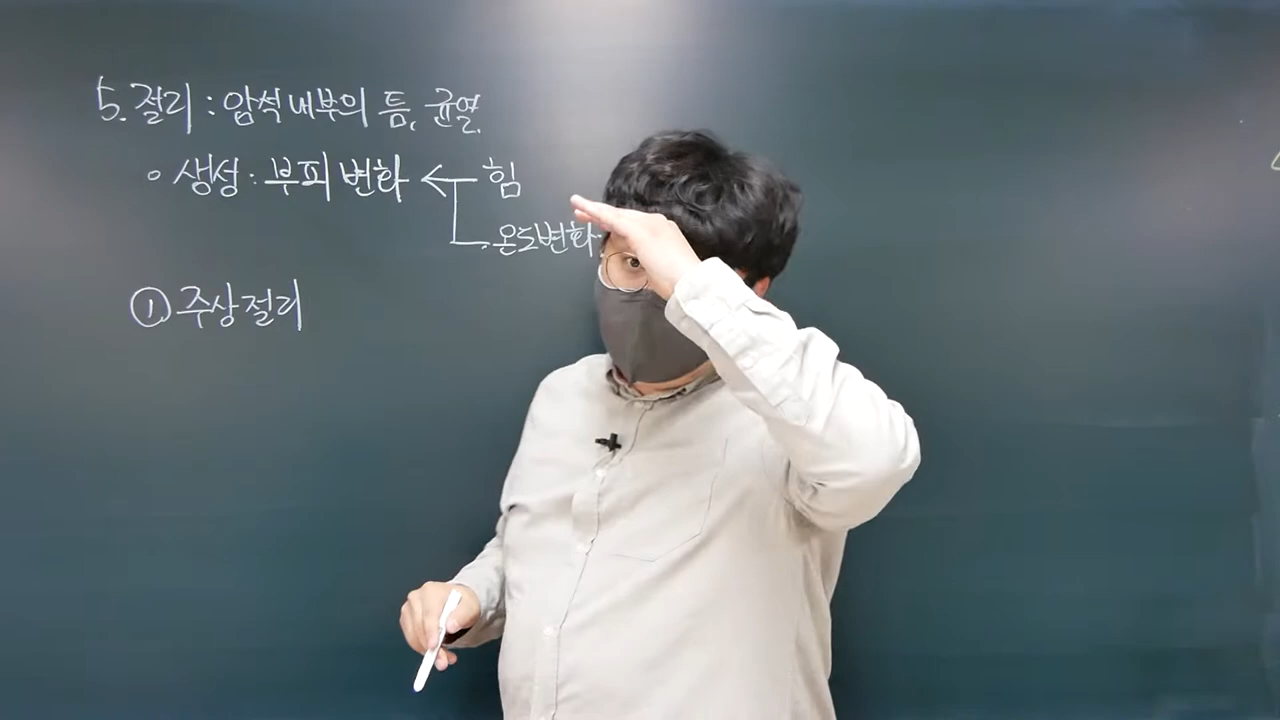 5. 절리 : 암석 내부의 틈, 균열.
○ 생성 : 부피 변화 ← 힘
온도변화
① 주상절리